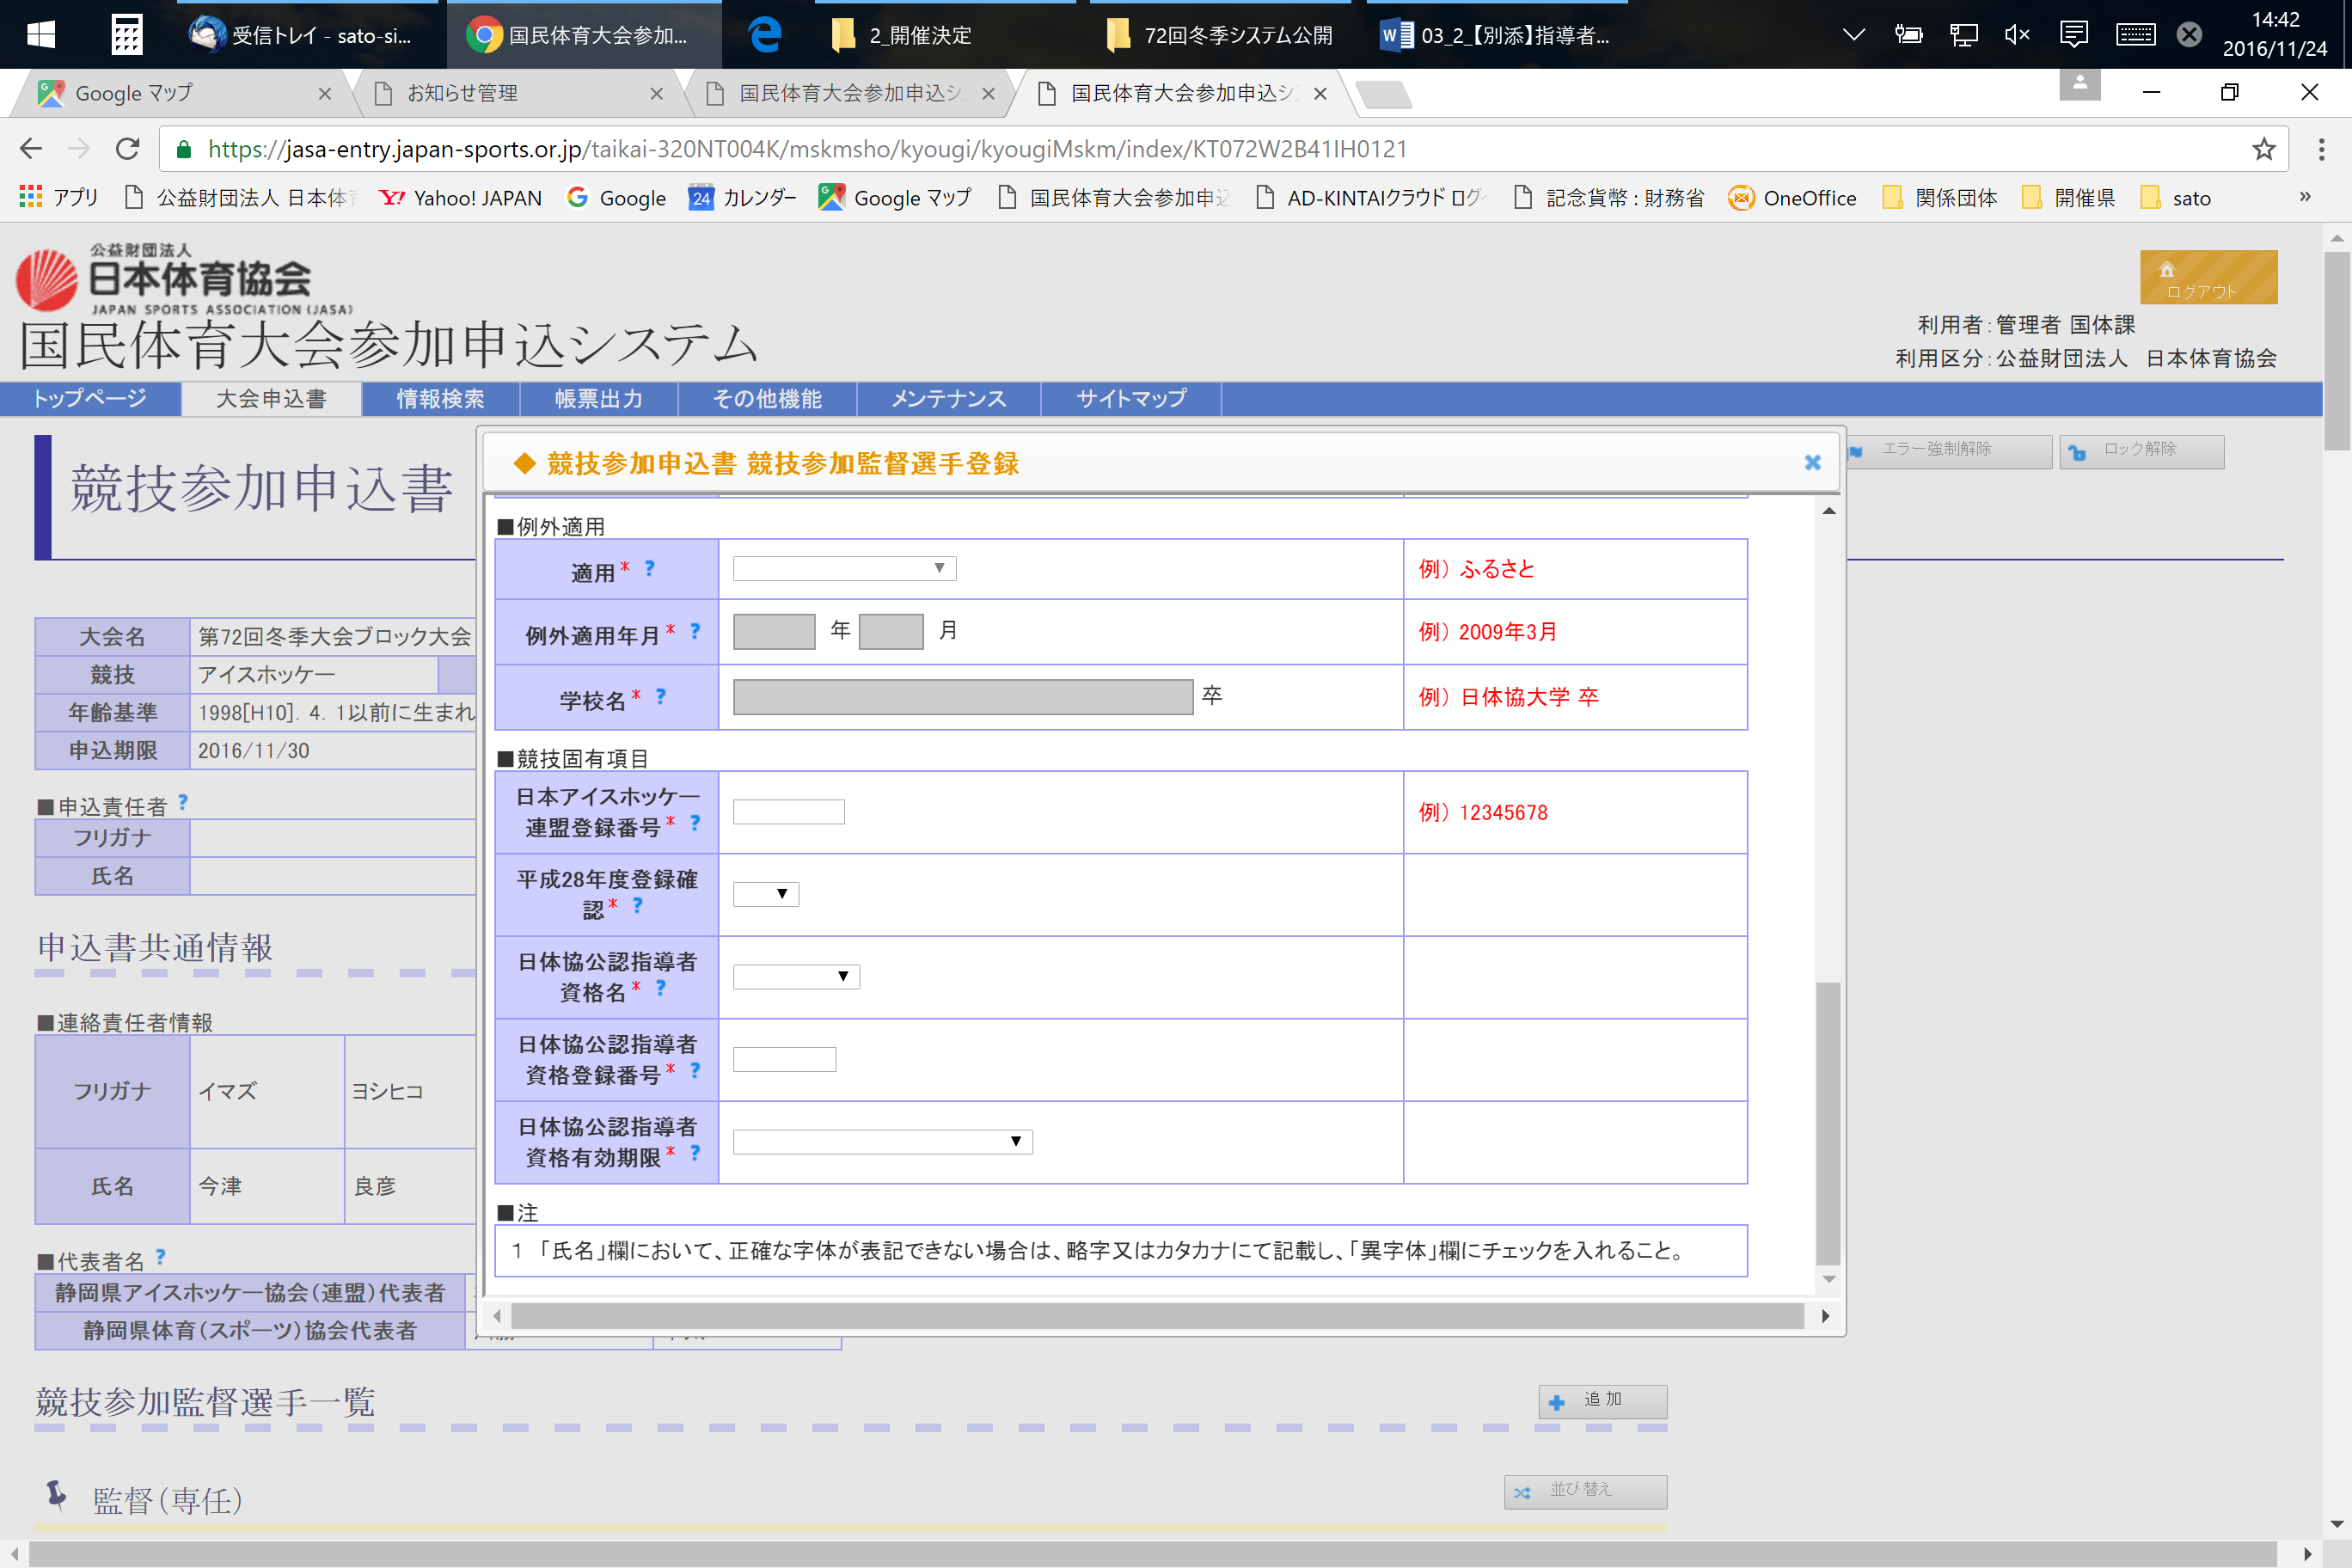 受信トレイ - sato-si...
国民体育大会参加...
2_開催決定
72回冬季システム公開
03_2_【別添】指導者...
14:42
2016/11/24
Google マップ
お知らせ管理
国民体育大会参加申込シ
国民体育大会参加申込シ
https://jasa-entry.japan-sports.or.jp/taikai-320NT004K/mskmsho/kyougi/kyougiMskm/index/KT072W2B41IH0121
アプリ
公益財団法人 日本体育
Yahoo! JAPAN
Google
24
カレンダー
Google マップ
国民体育大会参加申込
AD-KINTAIクラウド ログ
記念貨幣 : 財務省
OneOffice
関係団体
開催県
sato
»
公益財団法人
日本体育協会
JAPAN SPORTS ASSOCIATION (JASA)
国民体育大会参加申込システム
ログアウト
利用者:管理者 国体課
利用区分:公益財団法人 日本体育協会
トップページ
大会申込書
情報検索
帳票出力
その他機能
メンテナンス
サイトマップ
競技参加申込書
エラー強制解除
ロック解除
大会名 第72回冬季大会ブロック大会
競技 アイスホッケー
年齢基準 1998[H10]. 4. 1以前に生まれ
申込期限 2016/11/30
■申込責任者 ?
フリガナ
氏名
申込書共通情報
■連絡責任者情報
フリガナ イマズ ヨシヒコ
氏名 今津 良彦
■代表者名 ?
静岡県アイスホッケー協会(連盟)代表者
静岡県体育(スポーツ)協会代表者
◆ 競技参加申込書 競技参加監督選手登録
■例外適用
適用* ? 例) ふるさと
例外適用年月* ? 年 月 例) 2009年3月
学校名* ? 卒 例) 日体協大学 卒
■競技固有項目
日本アイスホッケー
連盟登録番号* ? 例) 12345678
平成28年度登録確
認* ?
日体協公認指導者
資格名* ?
日体協公認指導者
資格登録番号* ?
日体協公認指導者
資格有効期限* ?
■注
1 「氏名」欄において、正確な字体が表記できない場合は、略字又はカタカナにて記載し、「異字体」欄にチェックを入れること。
競技参加監督選手一覧
追加
監督(専任)
並び替え